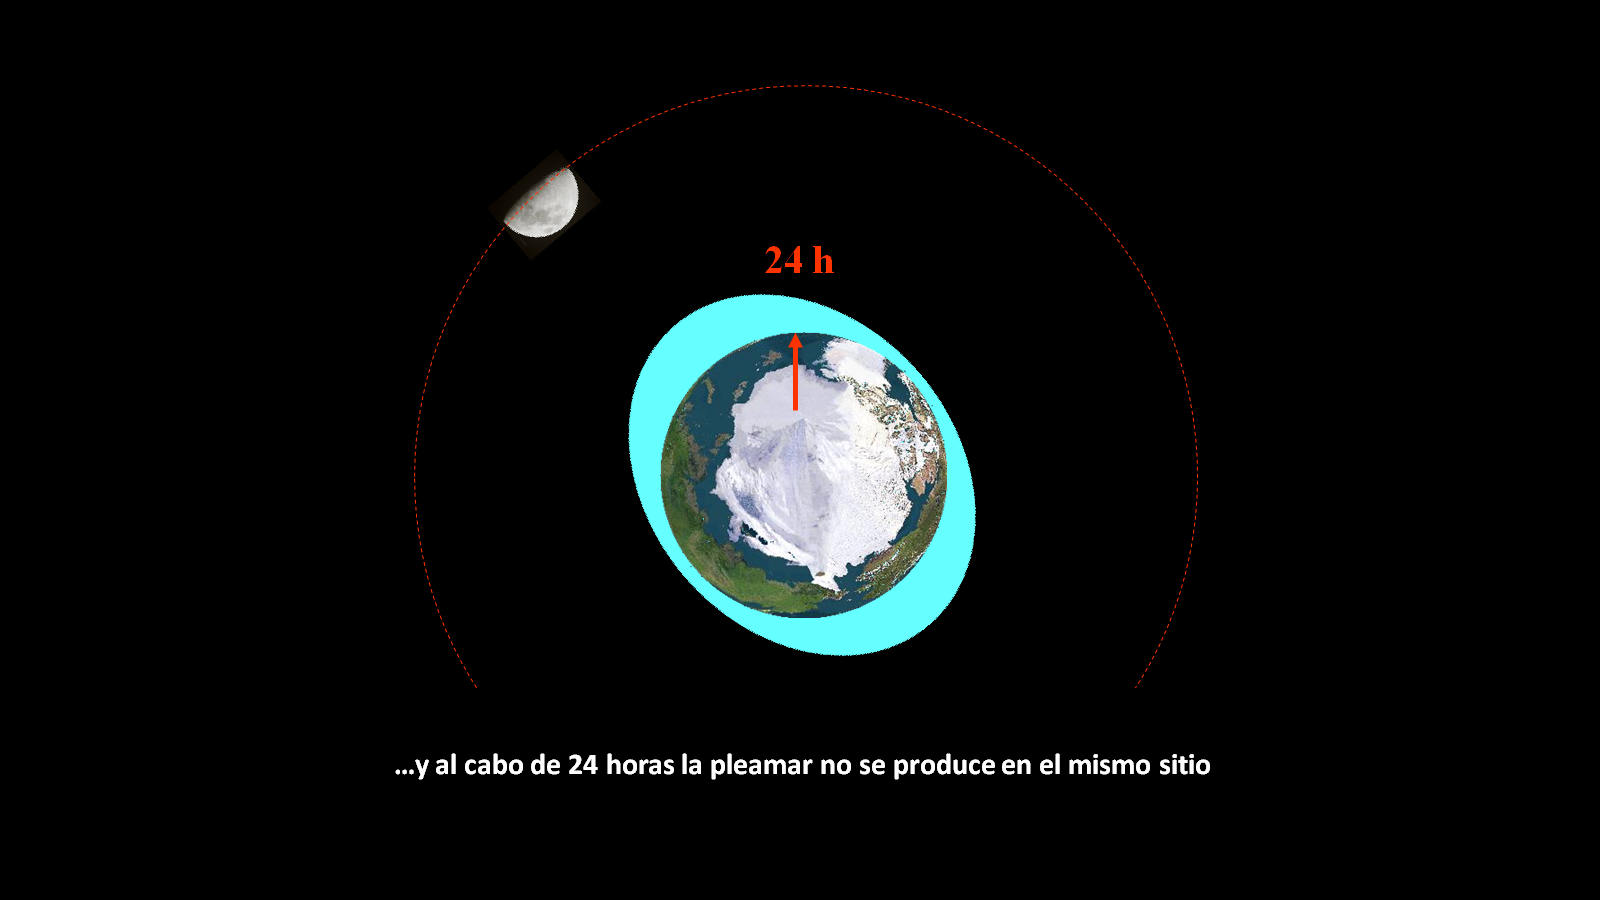 24 h
…y al cabo de 24 horas la pleamar no se produce en el mismo sitio